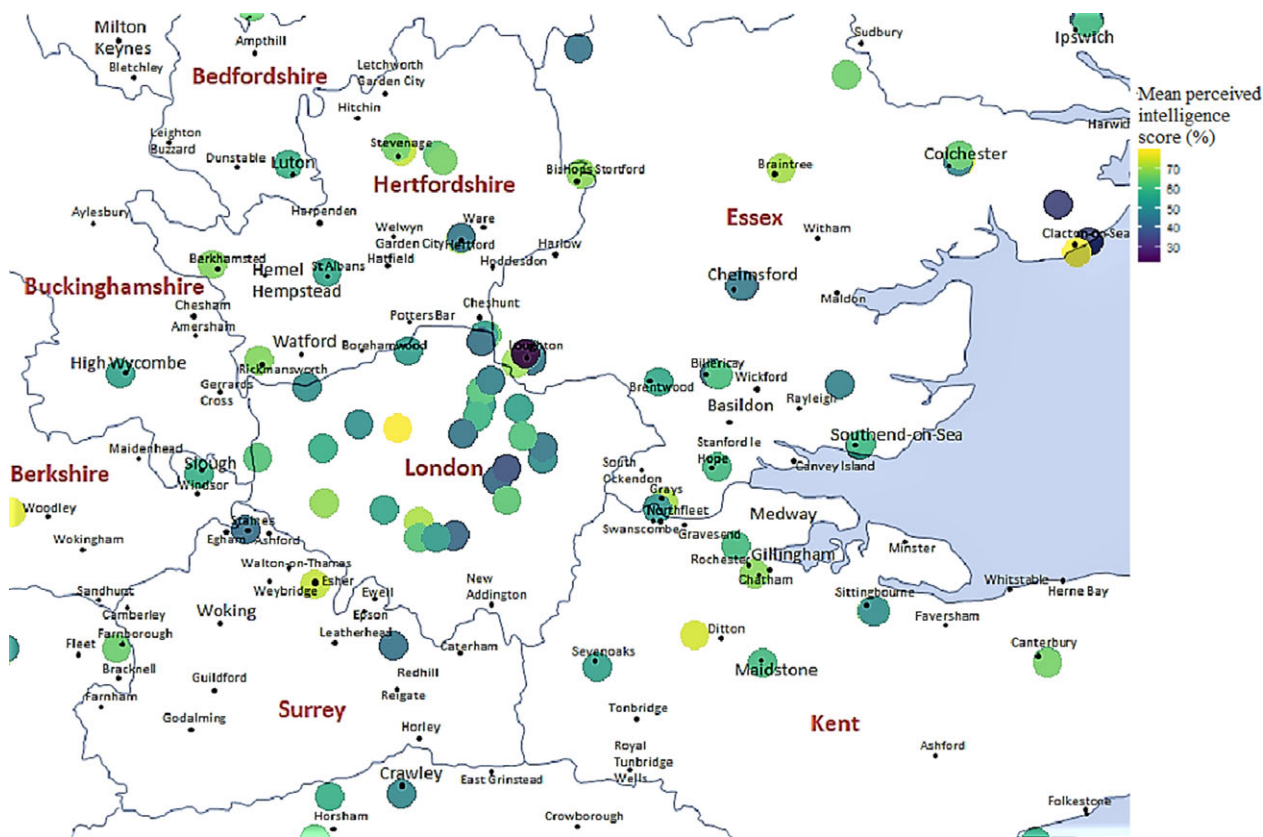 Milton
Keynes
Bletchley
Ampthill
Bedfordshire
Letchworth
Garden City
Hitchin
Sudbury
Ipswich
Harwid
Mean perceived
intelligence
score (%)
70
60
50
40
30
Leighton
Buzzard
Dunstable
Luton
Stevenage
Hertfordshire
Bishops Stortford
Braintree
Colchester
Essex
Aylesbury
Harpenden
Welwyn
Garden City
Ware
Hertford
Hatfield
Harlow
Hoddesdon
Witham
Clacton-on-Sea
Berkhamsted
Hemel
Hempstead
St Albans
Chelmsford
Maldon
Buckinghamshire
Chesham
Amersham
Potters Bar
Cheshunt
Watford
Borehamwood
Loughton
High Wycombe
Rickmansworth
Gerrards
Cross
Billericay
Brentwood
Wickford
Basildon
Rayleigh
Maidenhead
Slough
Windsor
Berkshire
London
Southend-on-Sea
Stanford le
Hope
Canvey Island
South
Ockendon
Grays
Northfleet
Swanscombe
Gravesend
Medway
Woodley
Wokingham
Staines
Egham
Ashford
Rochester
Gillingham
Chatham
Minster
Walton-on-Thames
Esher
Weybridge
New
Addington
Whitstable
Herne Bay
Sittingbourne
Faversham
Sandhurst
Camberley
Woking
Ewell
Epson
Leatherhead
Caterham
Fleet
Farnborough
Bracknell
Farnham
Guildford
Godalming
Redhill
Reigate
Surrey
Horley
Sevenoaks
Ditton
Maidstone
Canterbury
Tonbridge
Kent
Royal
Tunbridge
Wells
Ashford
Crawley
East Grinstead
Horsham
Crowborough
Folkestone